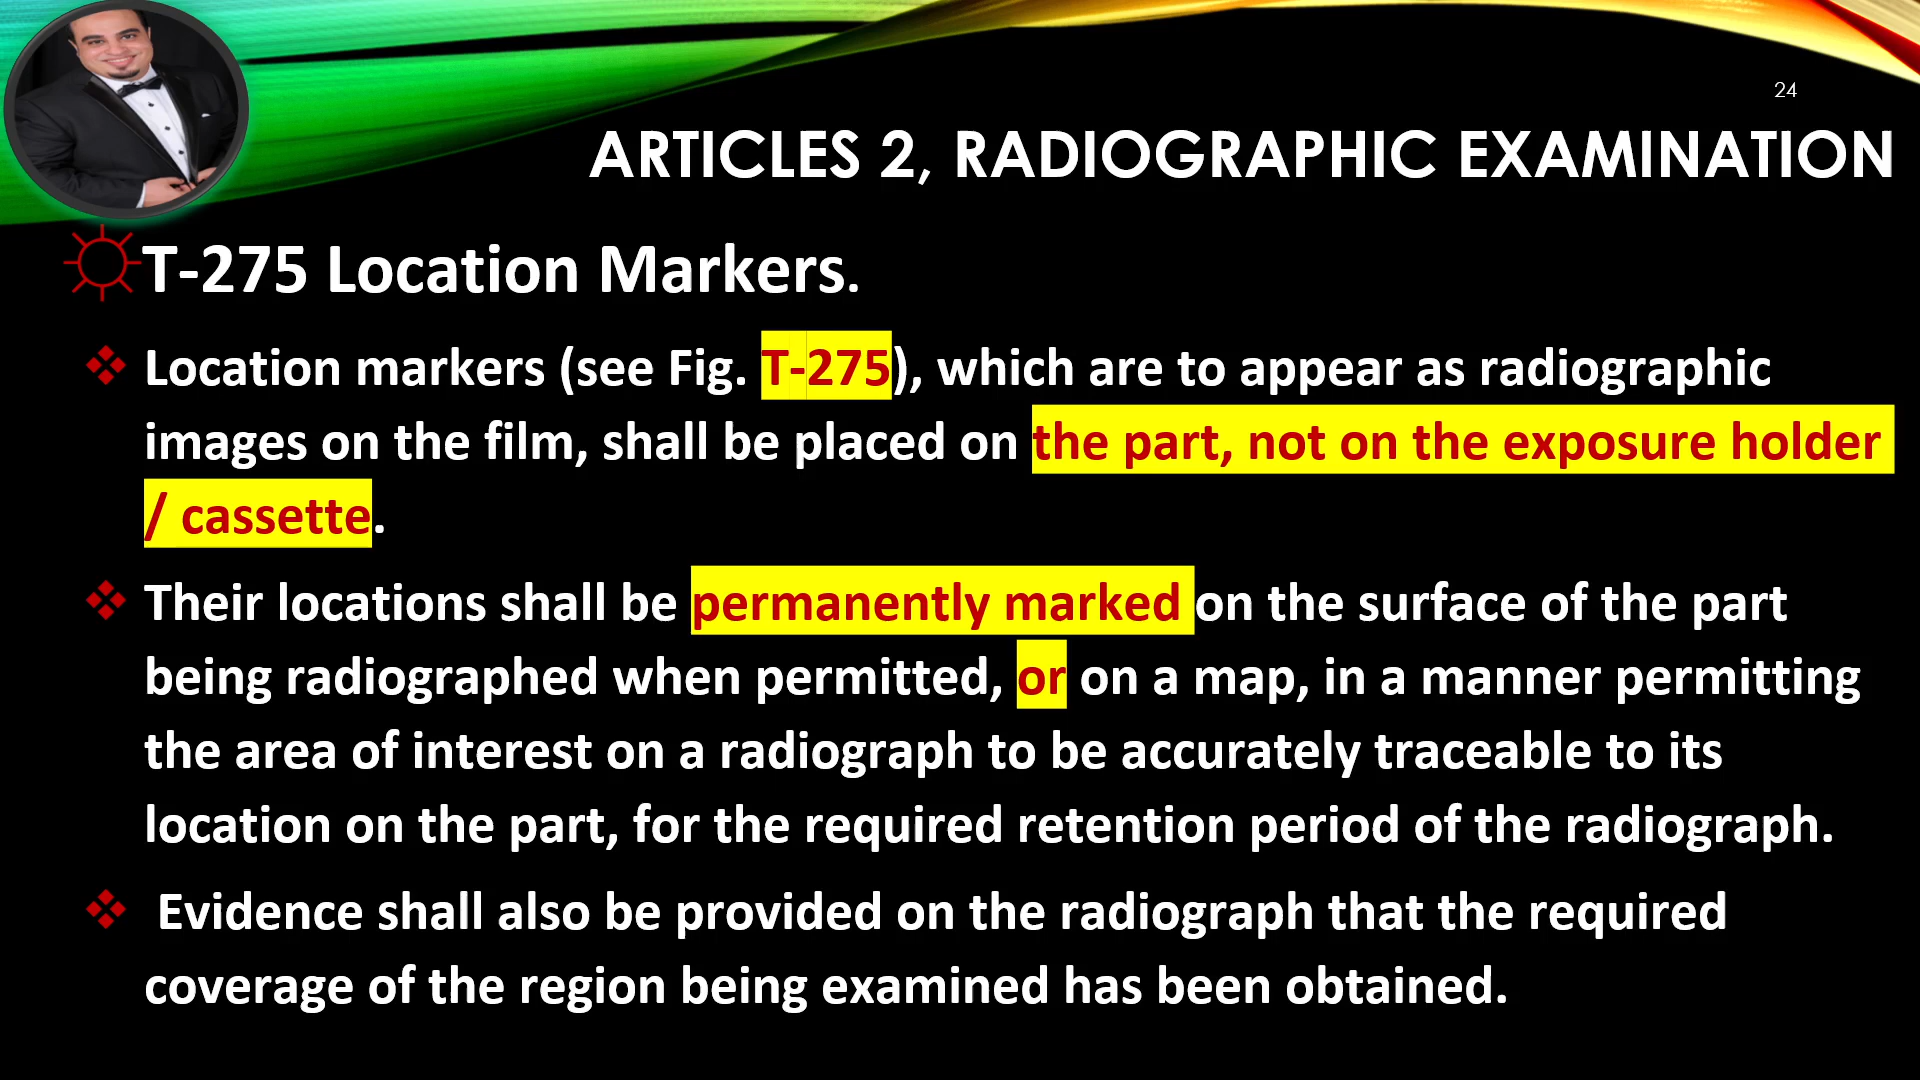 24
ARTICLES 2, RADIOGRAPHIC EXAMINATION
T-275 Location Markers.
Location markers (see Fig. T-275), which are to appear as radiographic
images on the film, shall be placed on the part, not on the exposure holder
/ cassette.
Their locations shall be permanently marked on the surface of the part
being radiographed when permitted, or on a map, in a manner permitting
the area of interest on a radiograph to be accurately traceable to its
location on the part, for the required retention period of the radiograph.
Evidence shall also be provided on the radiograph that the required
coverage of the region being examined has been obtained.